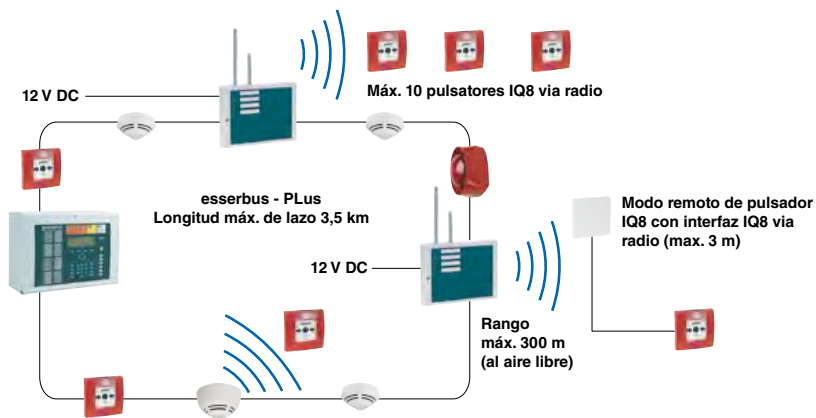 Máx. 10 pulsatores IQ8 via radio
12 V DC
esserbus - PLus
Longitud máx. de lazo 3,5 km
Modo remoto de pulsador
IQ8 con interfaz IQ8 via
radio (max. 3 m)
12 V DC
Rango
máx. 300 m
(al aire libre)